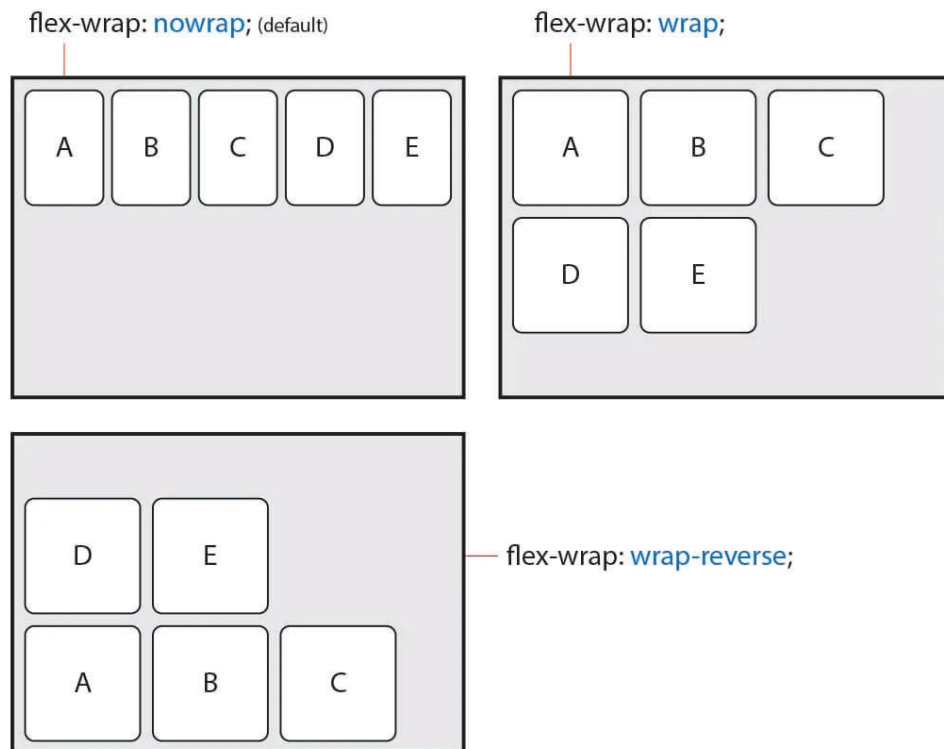 flex-wrap: nowrap; (default)
A B C D E
flex-wrap: wrap;
A B C
D E
D E
A B C
flex-wrap: wrap-reverse;